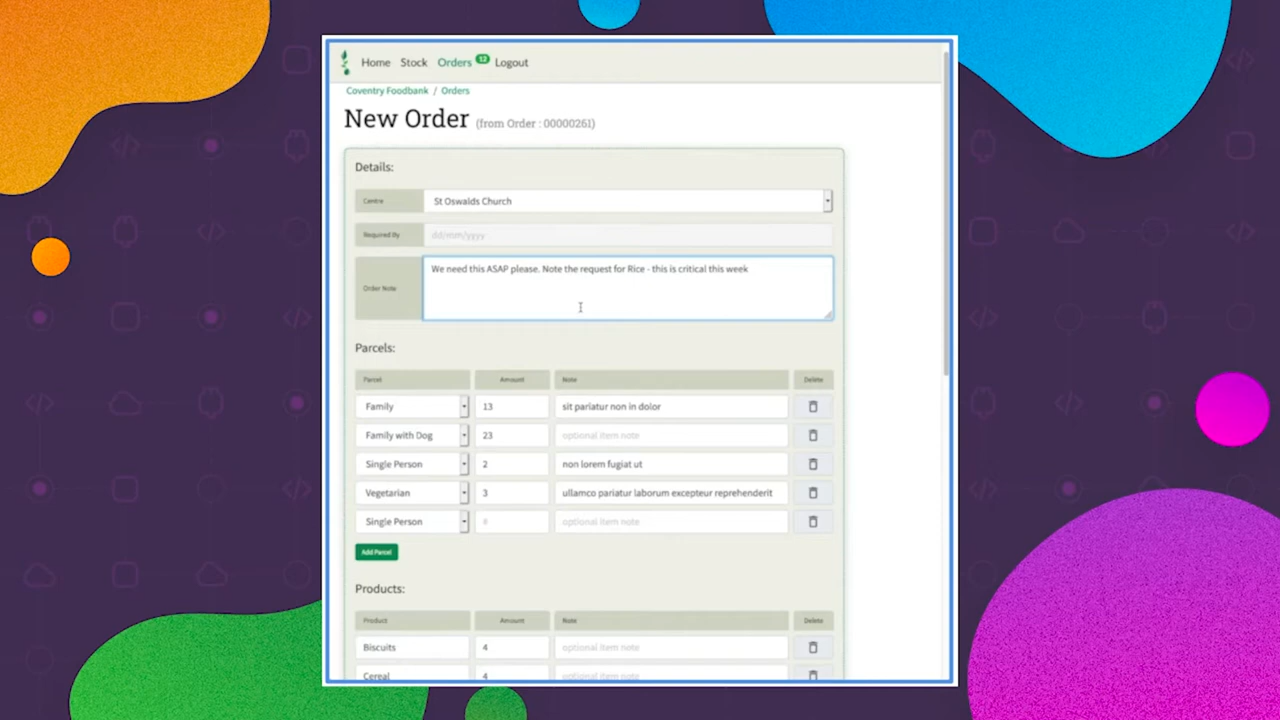 Home Stock Orders 12 Logout
Coventry Foodbank / Orders
New Order (from Order : 00000261)
Details:
Centre St Oswalds Church
Required By dd/mm/yyyy
Order Note We need this ASAP please. Note the request for Rice - this is critical this week
Parcels:
Parcel Amount Note Delete
Family 13 sit pariatur non in dolor
Family with Dog 23 optional item note
Single Person 2 non lorem fugiat ut
Vegetarian 3 ullamco pariatur laborum excepteur reprehenderit
Single Person # optional item note
Add Parcel
Products:
Product Amount Note Delete
Biscuits 4 optional item note
Cereal 4 optional item note